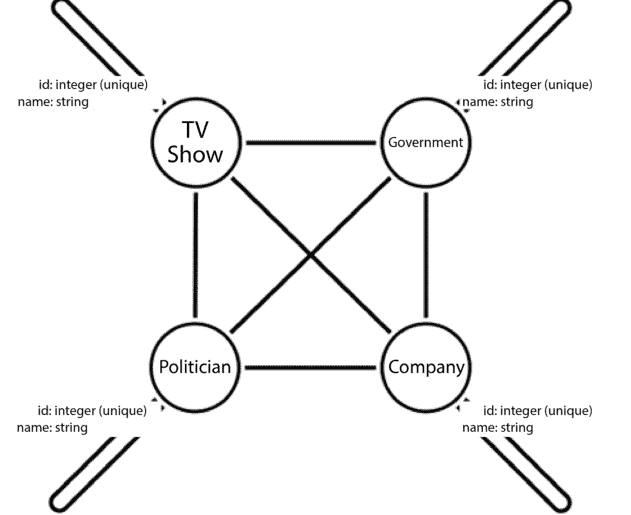 id: integer (unique)
name: string
id: integer (unique)
name: string
TV
Show
Government
Politician
Company
id: integer (unique)
name: string
id: integer (unique)
name: string